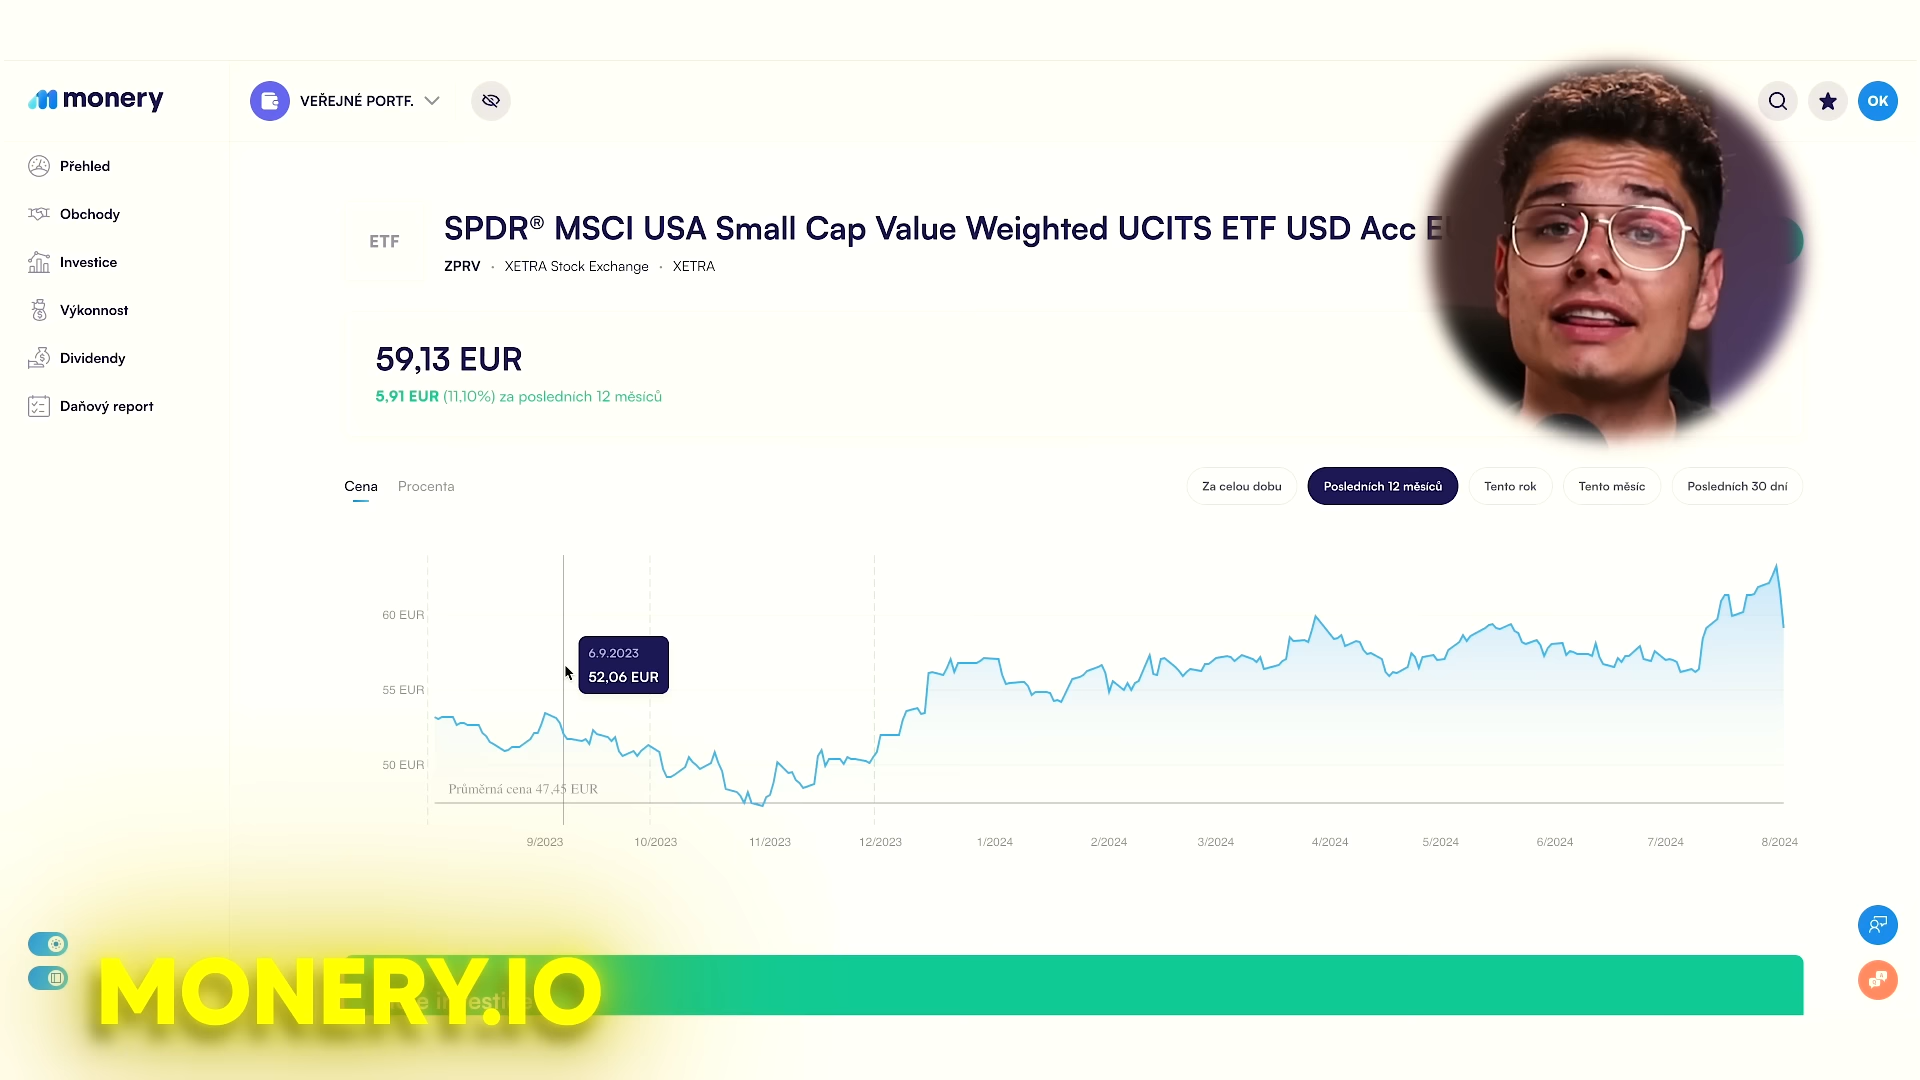 monery
VEŘEJNÉ PORTF.
OK
Přehled
Obchody
Investice
Výkonnost
Dividendy
Daňový report
ETF
SPDR® MSCI USA Small Cap Value Weighted UCITS ETF USD Acc
ZPRV · XETRA Stock Exchange · XETRA
59,13 EUR
5,91 EUR (11,10%) za posledních 12 měsíců
Cena Procenta
Za celou dobu Posledních 12 měsíců Tento rok Tento měsíc Posledních 30 dní
60 EUR
6.9.2023
52,06 EUR
55 EUR
50 EUR
Průměrná cena 47,45 EUR
9/2023 10/2023 11/2023 12/2023 1/2024 2/2024 3/2024 4/2024 5/2024 6/2024 7/2024 8/2024
MONERY.IO